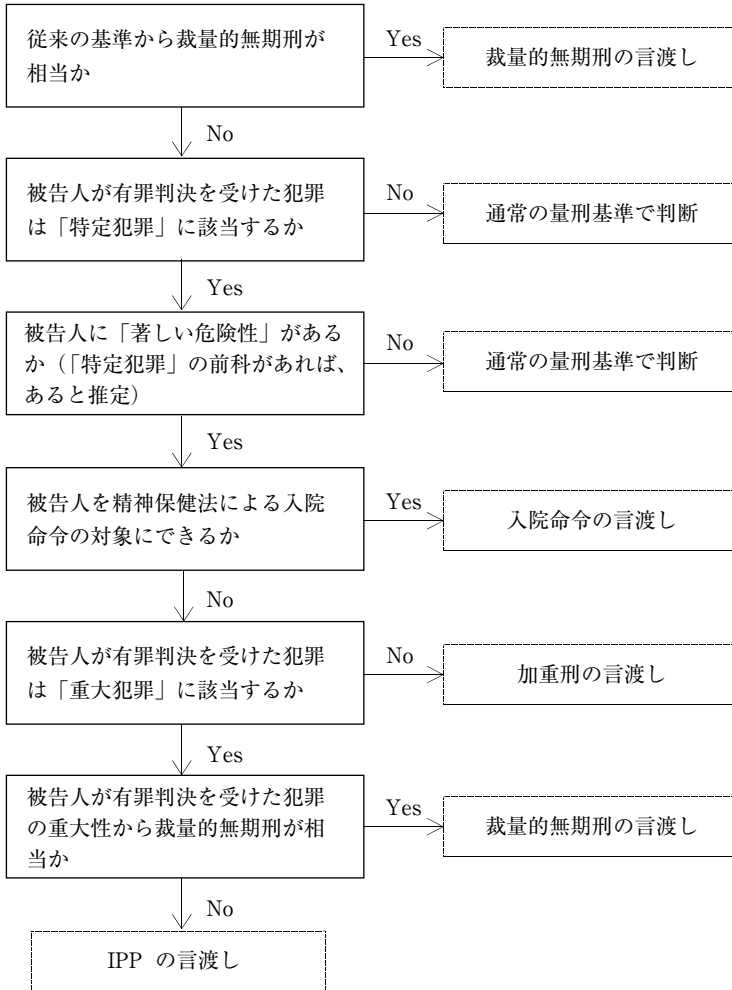 従来の基準から裁量的無期刑が
相当か
Yes
裁量的無期刑の言渡し
No
被告人が有罪判決を受けた犯罪
は「特定犯罪」に該当するか
No
通常の量刑基準で判断
Yes
被告人に「著しい危険性」がある
か（「特定犯罪」の前科があれば、
あると推定）
No
通常の量刑基準で判断
Yes
被告人を精神保健法による入院
命令の対象にできるか
Yes
入院命令の言渡し
No
被告人が有罪判決を受けた犯罪
は「重大犯罪」に該当するか
No
加重刑の言渡し
Yes
被告人が有罪判決を受けた犯罪
の重大性から裁量的無期刑が相
当か
Yes
裁量的無期刑の言渡し
No
IPP の言渡し